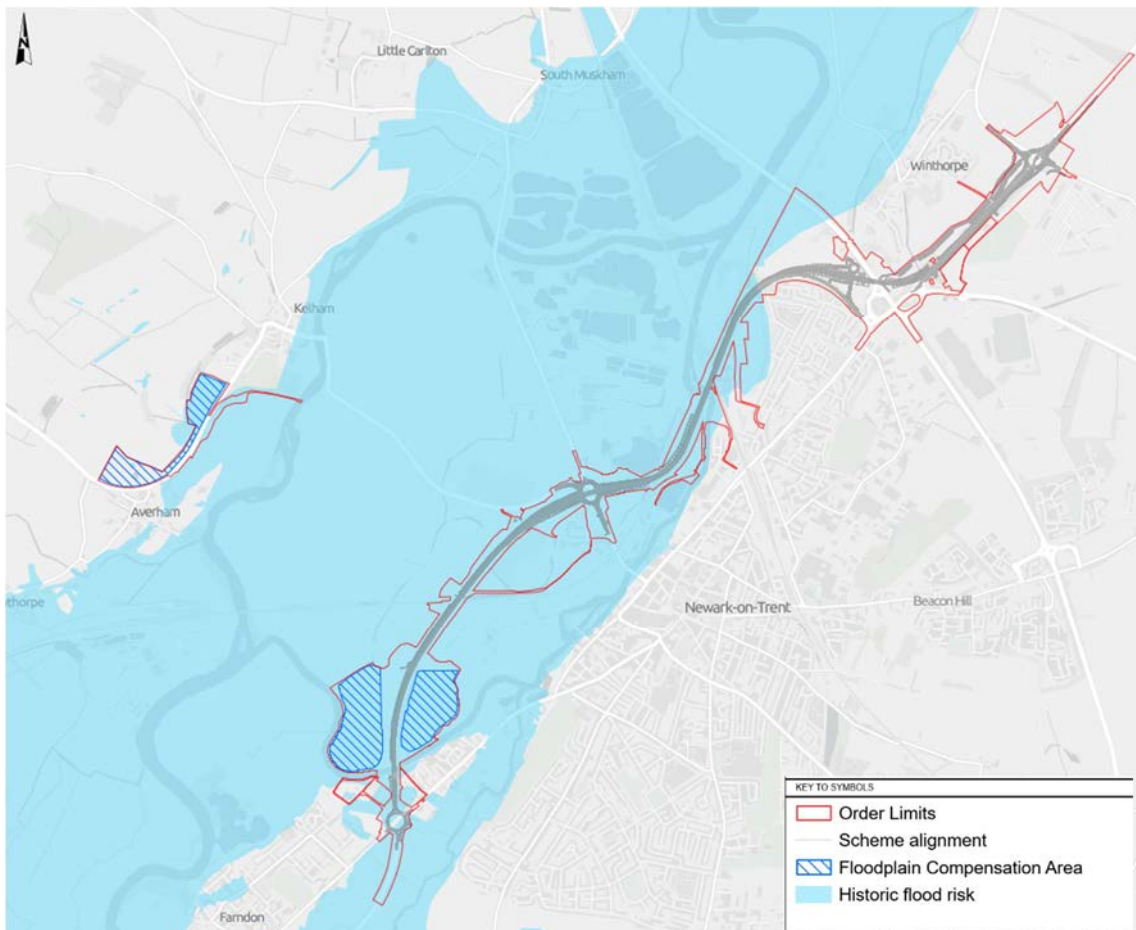 N
Little Carlton
South Muskham
Winthorpe
Kelham
Averham
thorpe
Newark-on-Trent
Beacon Hill
Farndon
KEY TO SYMBOLS
Order Limits
Scheme alignment
Floodplain Compensation Area
Historic flood risk